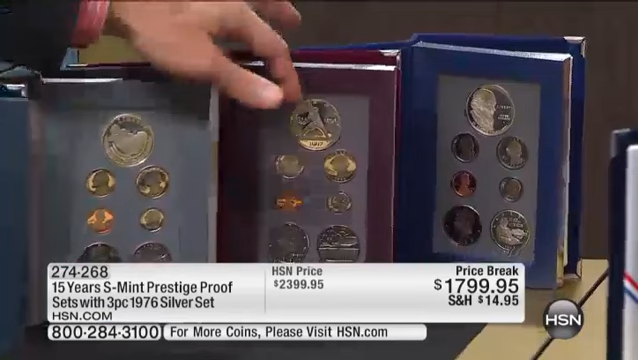 274-268
15 Years S-Mint Prestige Proof
Sets with 3pc 1976 Silver Set
HSN.COM
HSN Price
$2399.95
Price Break
$1799.95
S&H $14.95
800-284-3100
For More Coins, Please Visit HSN.com
HSN